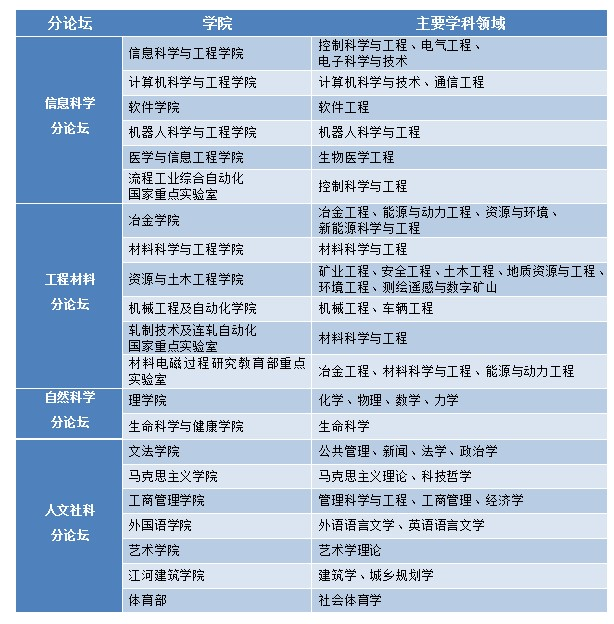 分论坛 学院 主要学科领域
信息科学
分论坛
信息科学与工程学院 控制科学与工程、电气工程、
电子科学与技术
计算机科学与工程学院 计算机科学与技术、通信工程
软件学院 软件工程
机器人科学与工程学院 机器人科学与工程
医学与信息工程学院 生物医学工程
流程工业综合自动化
国家重点实验室 控制科学与工程
工程材料
分论坛
冶金学院 冶金工程、能源与动力工程、资源与环境、
新能源科学与工程
材料科学与工程学院 材料科学与工程
资源与土木工程学院 矿业工程、安全工程、土木工程、地质资源与工程、
环境工程、测绘遥感与数字矿山
机械工程及自动化学院 机械工程、车辆工程
轧制技术及连轧自动化
国家重点实验室 材料科学与工程
材料电磁过程研究教育部重点
实验室 冶金工程、材料科学与工程、能源与动力工程
自然科学
分论坛
理学院 化学、物理、数学、力学
生命科学与健康学院 生命科学
人文社科
分论坛
文法学院 公共管理、新闻、法学、政治学
马克思主义学院 马克思主义理论、科技哲学
工商管理学院 管理科学与工程、工商管理、经济学
外国语学院 外语语言文学、英语语言文学
艺术学院 艺术学理论
江河建筑学院 建筑学、城乡规划学
体育部 社会体育学